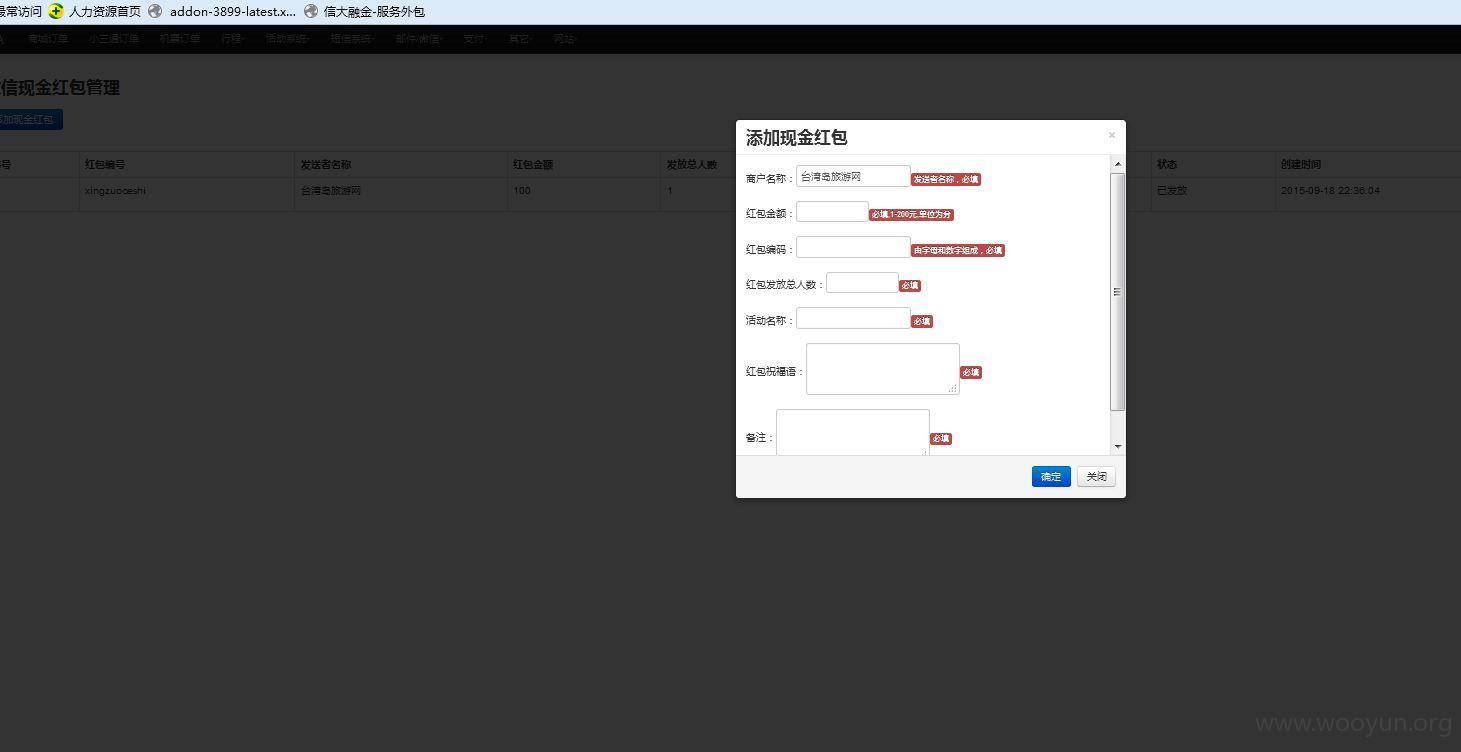 最常访问 人力资源首页 addon-3899-latest.x... 信大融金-服务外包
商城订单 小三通订单 机票订单 行程 活动系统 短信系统 邮件/微信 支付 其它 网站
信现金红包管理
添加现金红包
号 红包编号 发送者名称 红包金额 发放总人数 状态 创建时间
xingzuoceshi 台湾岛旅游网 100 1 已发放 2015-09-18 22:36:04
添加现金红包 ×
商户名称： 台湾岛旅游网 发送者名称，必填
红包金额： 必填,1-200元,单位为分
红包编码： 由字母和数字组成，必填
红包发放总人数： 必填
活动名称： 必填
红包祝福语： 必填
备注： 必填
确定 关闭
www.wooyun.org